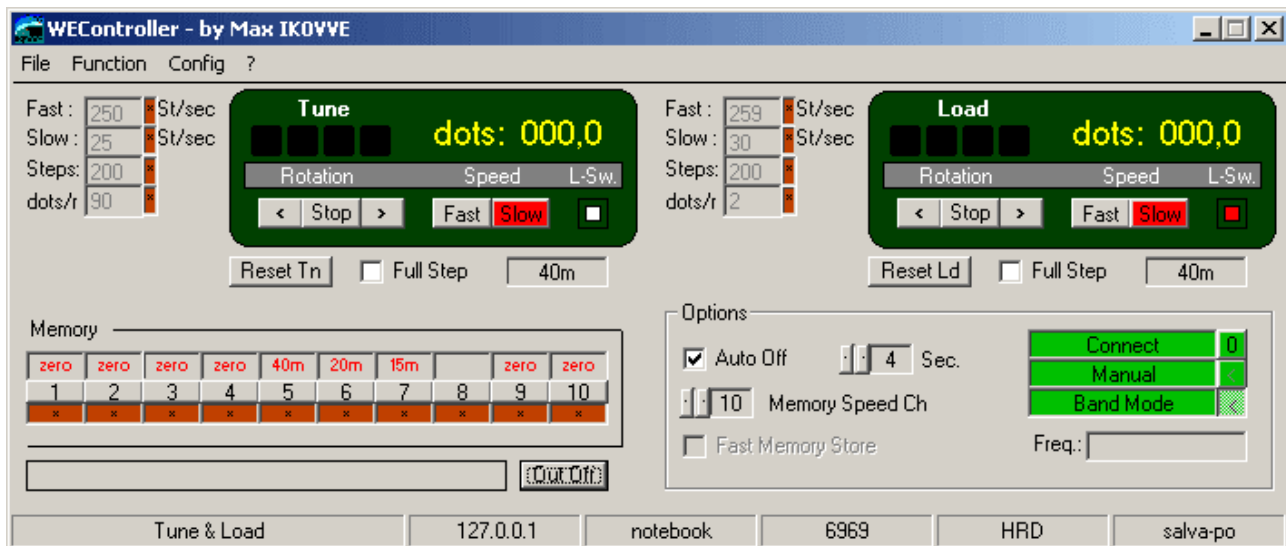 WEController - by Max IK0VVE
File Function Config ?
Fast : 250 * St/sec
Slow : 25 * St/sec
Steps: 200 *
dots/r 90 *
Tune
dots: 000,0
Rotation Speed L-Sw.
< Stop > Fast Slow
Reset Tn Full Step 40m
Fast : 259 * St/sec
Slow : 30 * St/sec
Steps: 200 *
dots/r 2 *
Load
dots: 000,0
Rotation Speed L-Sw.
< Stop > Fast Slow
Reset Ld Full Step 40m
Memory
zero zero zero zero 40m 20m 15m zero zero
1 2 3 4 5 6 7 8 9 10
* * * * * * * * * *
Out Off
Options
Auto Off 4 Sec.
10 Memory Speed Ch
Fast Memory Store
Connect 0
Manual <
Band Mode <
Freq.:
Tune & Load 127.0.0.1 notebook 6969 HRD salva-po